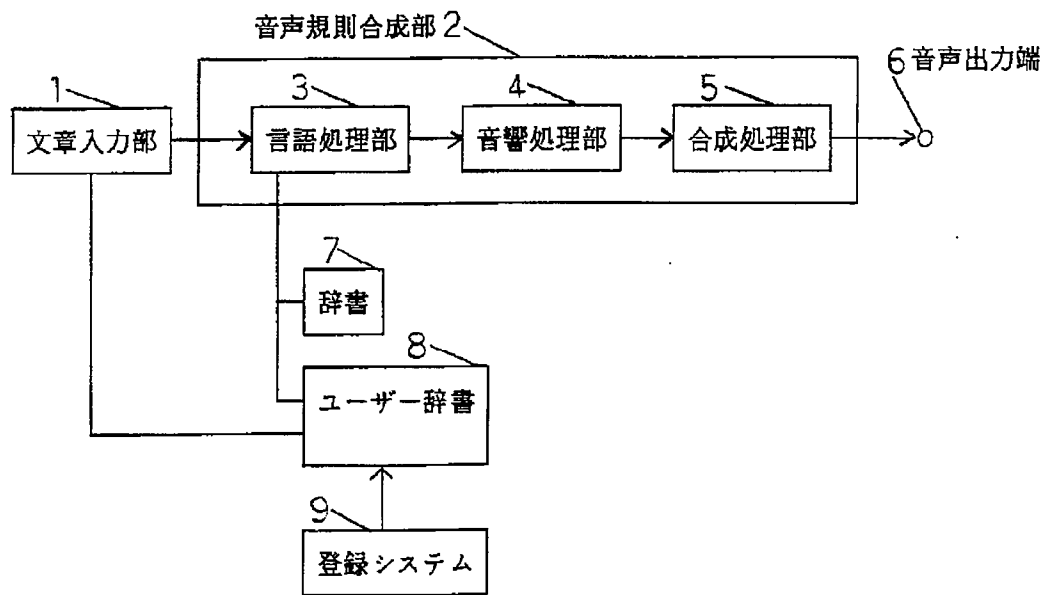 音声規則合成部2
6 音声出力端
1
3
4
5
文章入力部
言語処理部
音響処理部
合成処理部
7
辞書
8
ユーザー辞書
9
登録システム